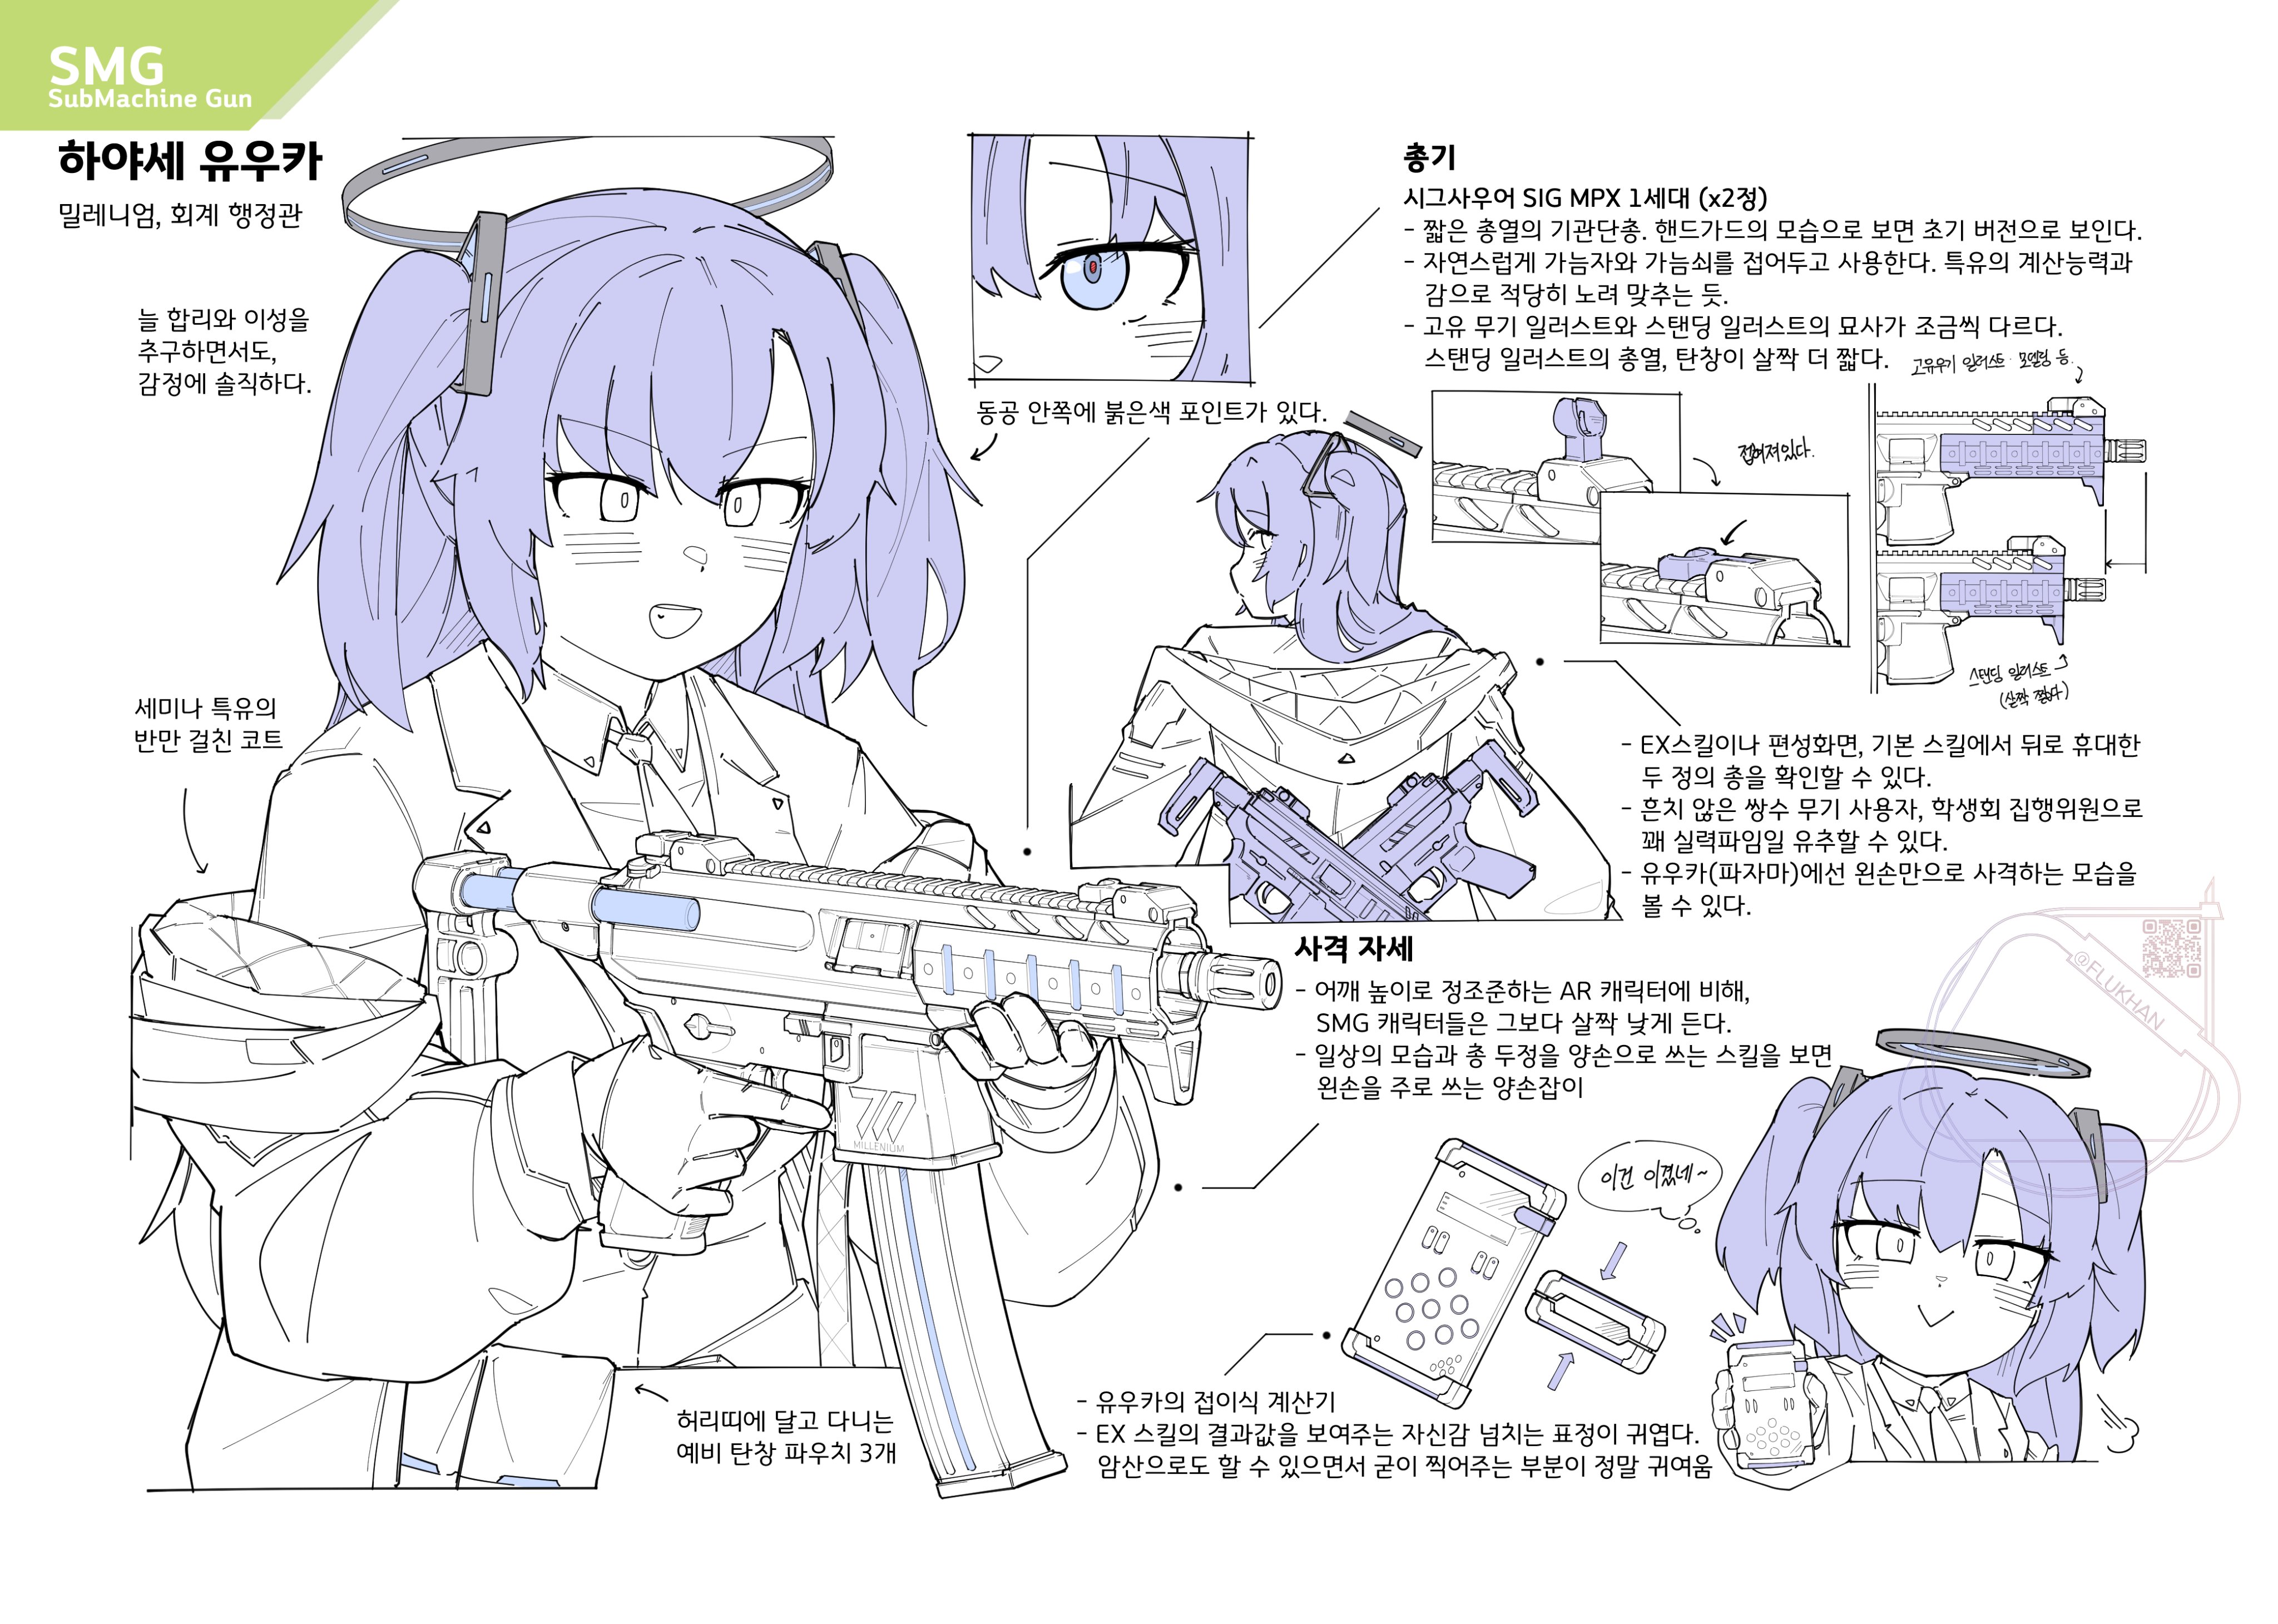 SMG
SubMachine Gun
하야세 유우카
밀레니엄, 회계 행정관
늘 합리와 이성을
추구하면서도,
감정에 솔직하다.
세미나 특유의
반만 걸친 코트
동공 안쪽에 붉은색 포인트가 있다.
총기
시그사우어 SIG MPX 1세대 (x2정)
- 짧은 총열의 기관단총. 핸드가드의 모습으로 보면 초기 버전으로 보인다.
- 자연스럽게 가늠자와 가늠쇠를 접어두고 사용한다. 특유의 계산능력과
감으로 적당히 노려 맞추는 듯.
- 고유 무기 일러스트와 스탠딩 일러스트의 묘사가 조금씩 다르다.
스탠딩 일러스트의 총열, 탄창이 살짝 더 짧다.
고유무기 일러스트·모델링 등.
접혀져있다.
스탠딩 일러스트
(살짝 짧다)
- EX스킬이나 편성화면, 기본 스킬에서 뒤로 휴대한
두 정의 총을 확인할 수 있다.
- 흔치 않은 쌍수 무기 사용자, 학생회 집행위원으로
꽤 실력파임일 유추할 수 있다.
- 유우카(파자마)에선 왼손만으로 사격하는 모습을
볼 수 있다.
사격 자세
- 어깨 높이로 정조준하는 AR 캐릭터에 비해,
SMG 캐릭터들은 그보다 살짝 낮게 든다.
- 일상의 모습과 총 두정을 양손으로 쓰는 스킬을 보면
왼손을 주로 쓰는 양손잡이
@FLUKHAN
MILLENIUM
이건 이겼네~
허리띠에 달고 다니는
예비 탄창 파우치 3개
- 유우카의 접이식 계산기
- EX 스킬의 결과값을 보여주는 자신감 넘치는 표정이 귀엽다.
암산으로도 할 수 있으면서 굳이 찍어주는 부분이 정말 귀여움